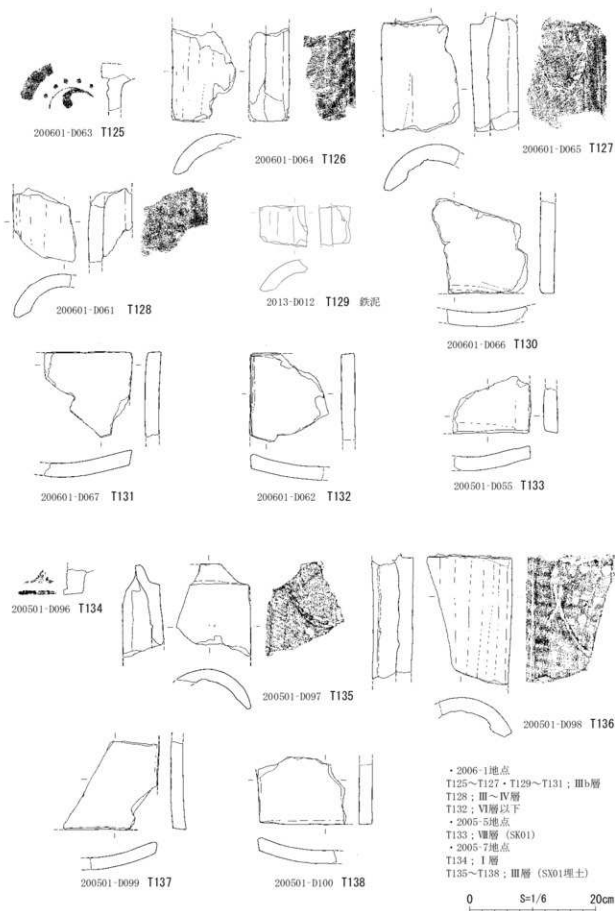 200601-D063 T125
200601-D064 T126
200601-D065 T127
200601-D061 T128
2013-D012 T129 鉄泥
200601-D066 T130
200601-D067 T131
200601-D062 T132
200501-D055 T133
200501-D096 T134
200501-D097 T135
200501-D098 T136
200501-D099 T137
200501-D100 T138
・2006-1地点
T125～T127・T129～T131；Ⅲb層
T128；Ⅲ～Ⅳ層
T132；Ⅵ層以下
・2005-5地点
T133；Ⅷ層（SK01）
・2005-7地点
T134；Ⅰ層
T135～T138；Ⅲ層（SX01埋土）
0 S=1/6 20cm